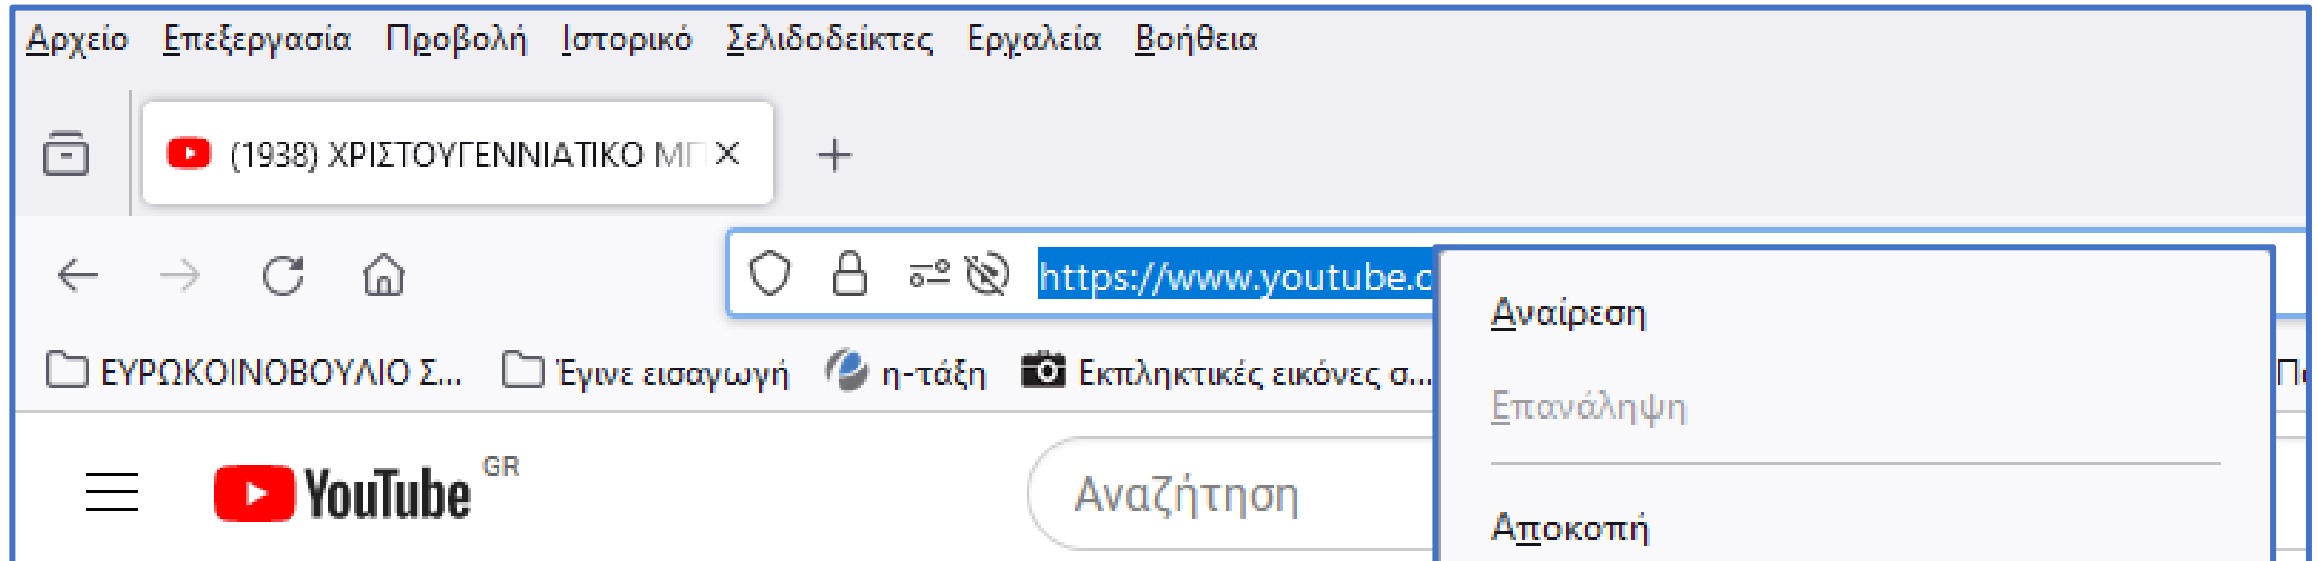 Αρχείο Επεξεργασία Προβολή Ιστορικό Σελιδοδείκτες Εργαλεία Βοήθεια
(1938) ΧΡΙΣΤΟΥΓΕΝΝΙΑΤΙΚΟ
https://www.youtube.c
ΕΥΡΩΚΟΙΝΟΒΟΥΛΙΟ Σ... Έγινε εισαγωγή η-τάξη Εκπληκτικές εικόνες σ...
YouTube GR
Αναζήτηση
Αναίρεση
Επανάληψη
Αποκοπή